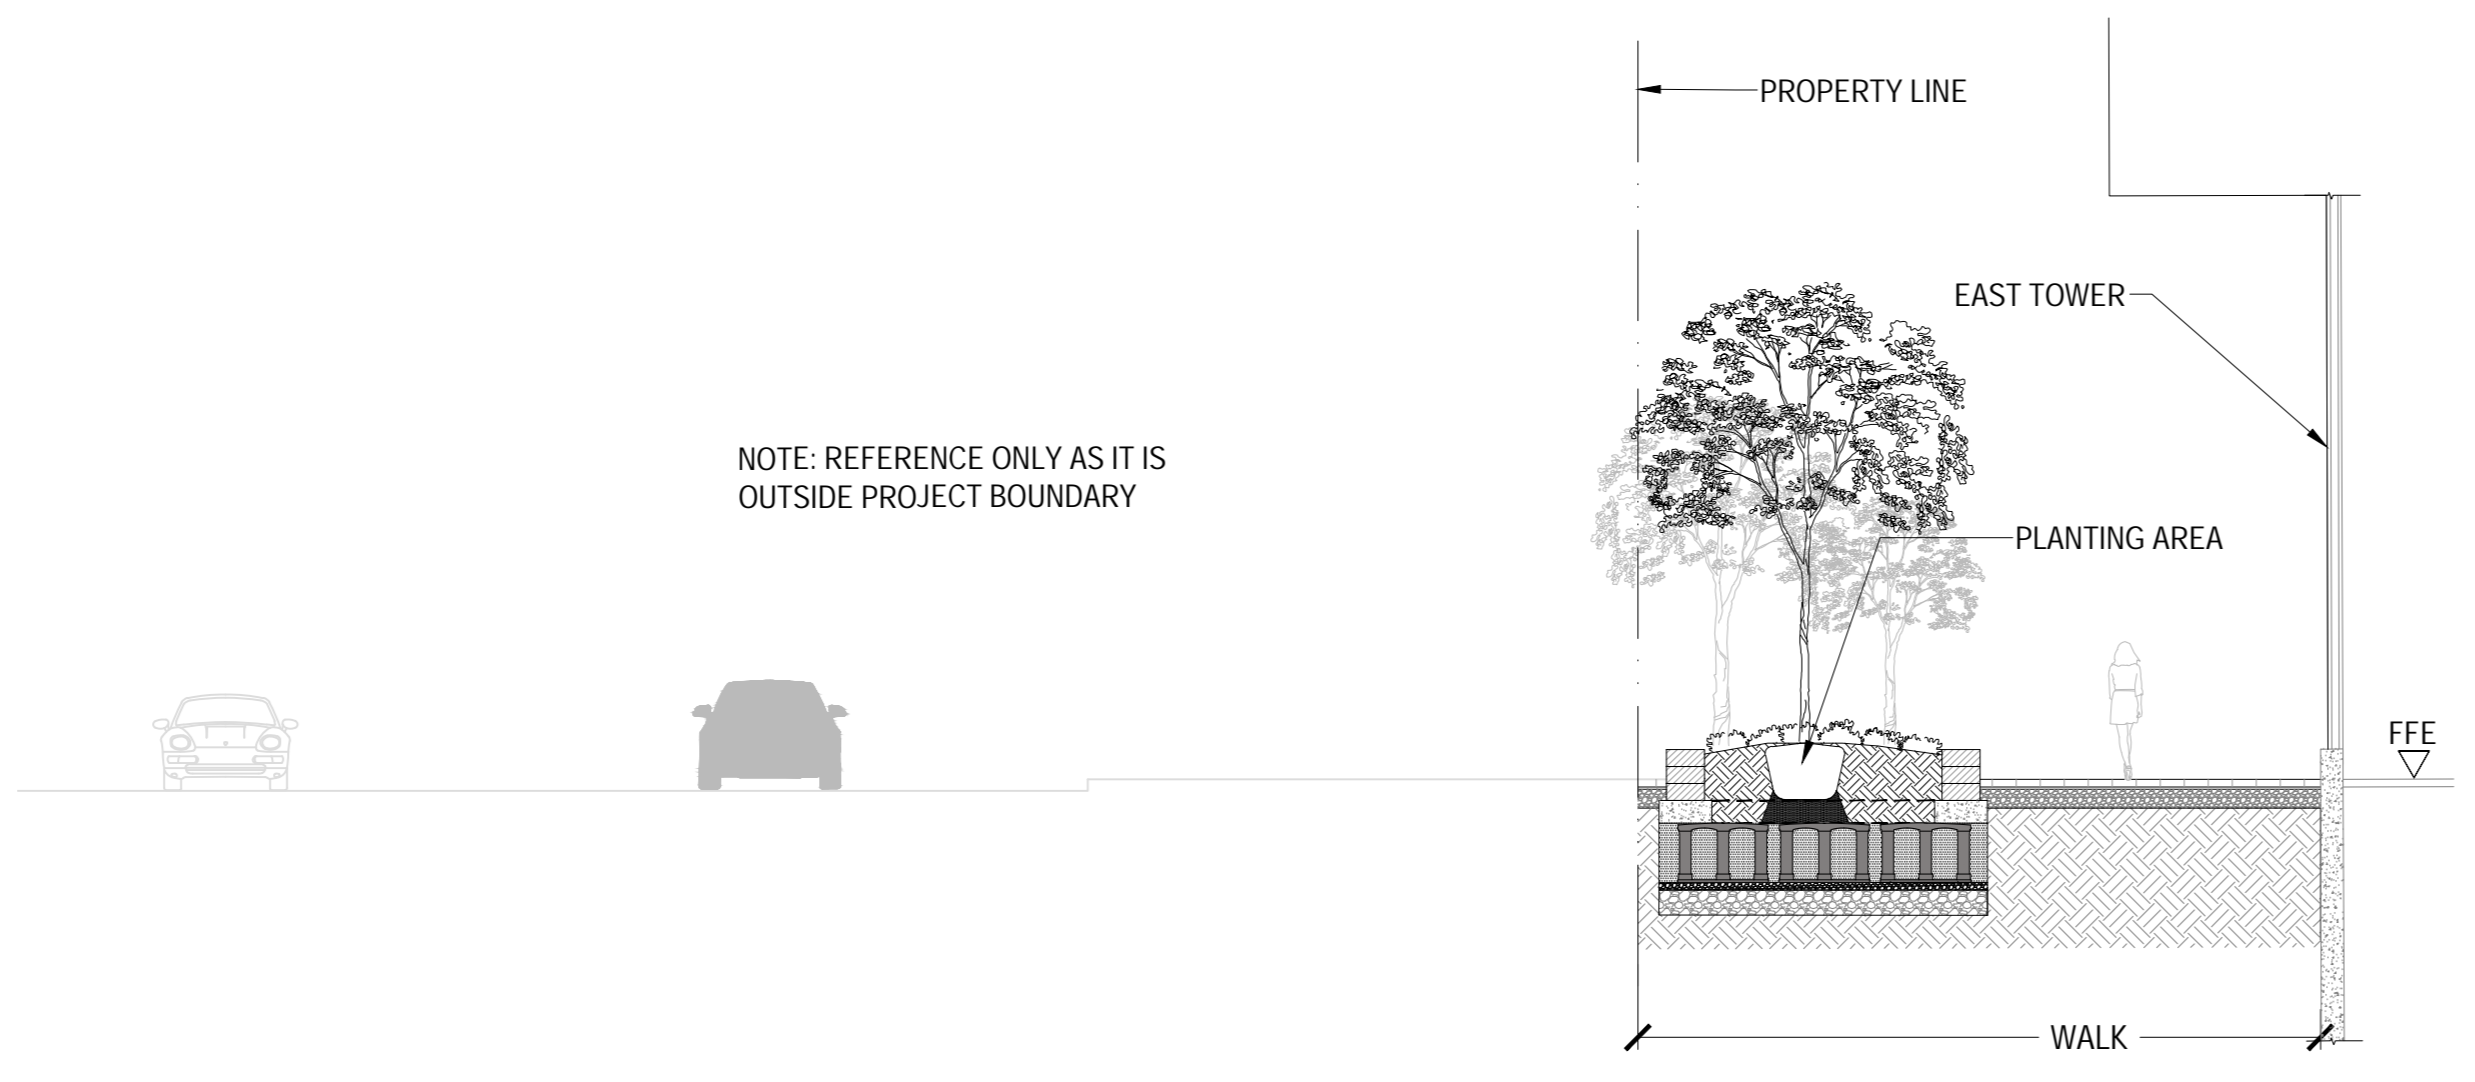 PROPERTY LINE
EAST TOWER
NOTE: REFERENCE ONLY AS IT IS
OUTSIDE PROJECT BOUNDARY
PLANTING AREA
FFE
WALK